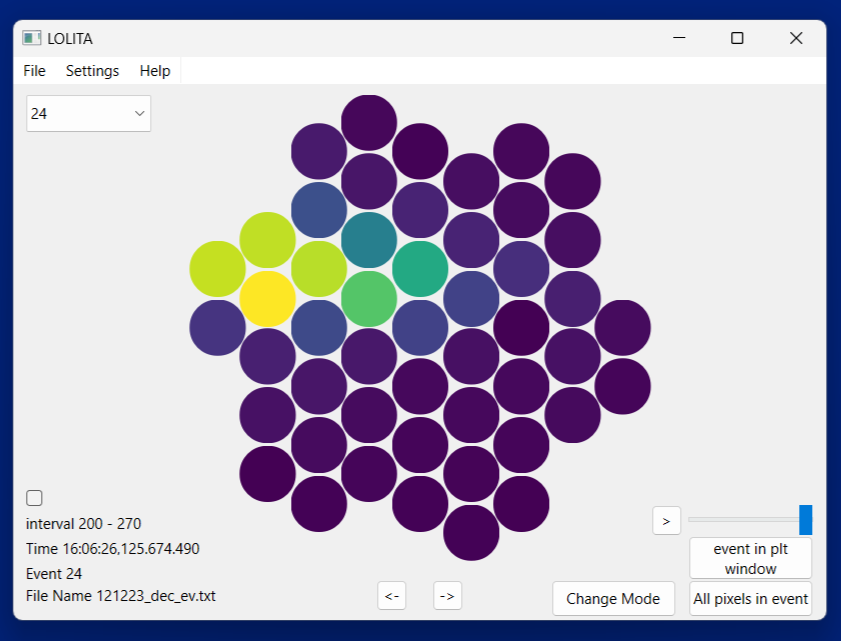 LOLITA
File Settings Help
24
interval 200 - 270
Time 16:06:26,125.674.490
Event 24
File Name 121223_dec_ev.txt
<-
->
>
event in plt
window
Change Mode
All pixels in event